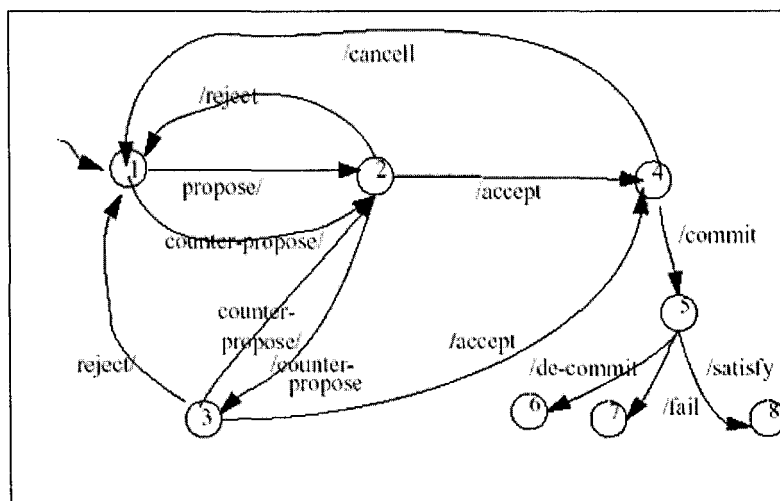 /cancell
/reject
1
2
4
propose/
/accept
counter-propose/
/commit
5
counter-
propose/
/accept
reject/
/counter-
propose
/de-commit
/satisfy
3
6
7
/fail
8